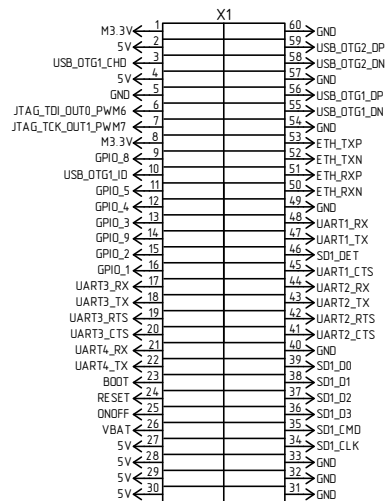 X1
M3.3V 1 60 GND
5V 2 59 USB_OTG2_DP
USB_OTG1_CHD 3 58 USB_OTG2_DN
5V 4 57 GND
GND 5 56 USB_OTG1_DP
JTAG_TDI_OUT0_PWM6 6 55 USB_OTG1_DN
JTAG_TCK_OUT1_PWM7 7 54 GND
M3.3V 8 53 ETH_TXP
GPIO_8 9 52 ETH_TXN
USB_OTG1_ID 10 51 ETH_RXP
GPIO_5 11 50 ETH_RXN
GPIO_4 12 49 GND
GPIO_3 13 48 UART1_RX
GPIO_9 14 47 UART1_TX
GPIO_2 15 46 SD1_DET
GPIO_1 16 45 UART1_CTS
UART3_RX 17 44 UART2_RX
UART3_TX 18 43 UART2_TX
UART3_RTS 19 42 UART2_RTS
UART3_CTS 20 41 UART2_CTS
UART4_RX 21 40 GND
UART4_TX 22 39 SD1_D0
BOOT 23 38 SD1_D1
RESET 24 37 SD1_D2
ONOFF 25 36 SD1_D3
VBAT 26 35 SD1_CMD
5V 27 34 SD1_CLK
5V 28 33 GND
5V 29 32 GND
5V 30 31 GND